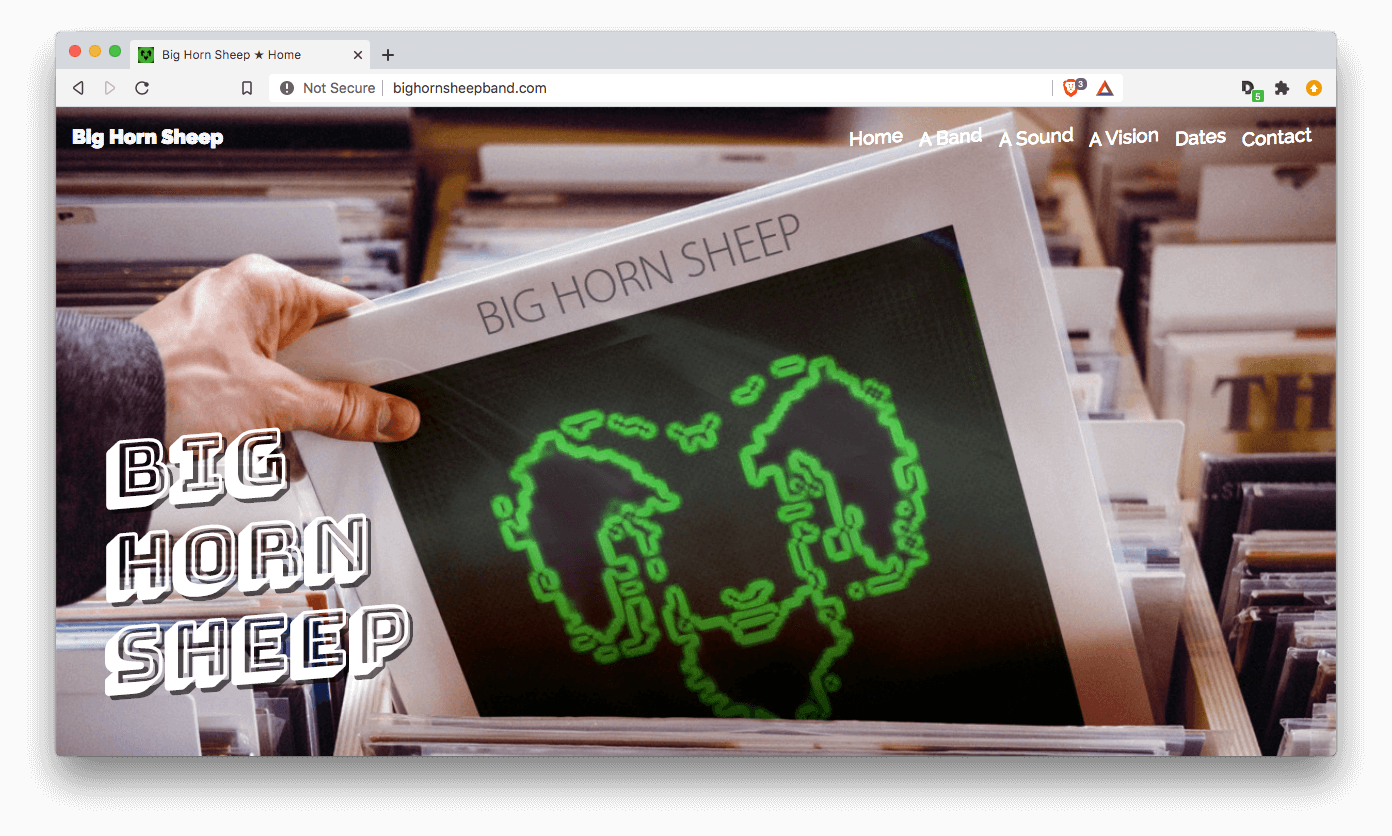 Big Horn Sheep ★ Home
Not Secure bighornsheepband.com
3
5
Big Horn Sheep
Home A Band A Sound A Vision Dates Contact
BIG HORN SHEEP
TH
BIG
HORN
SHEEP